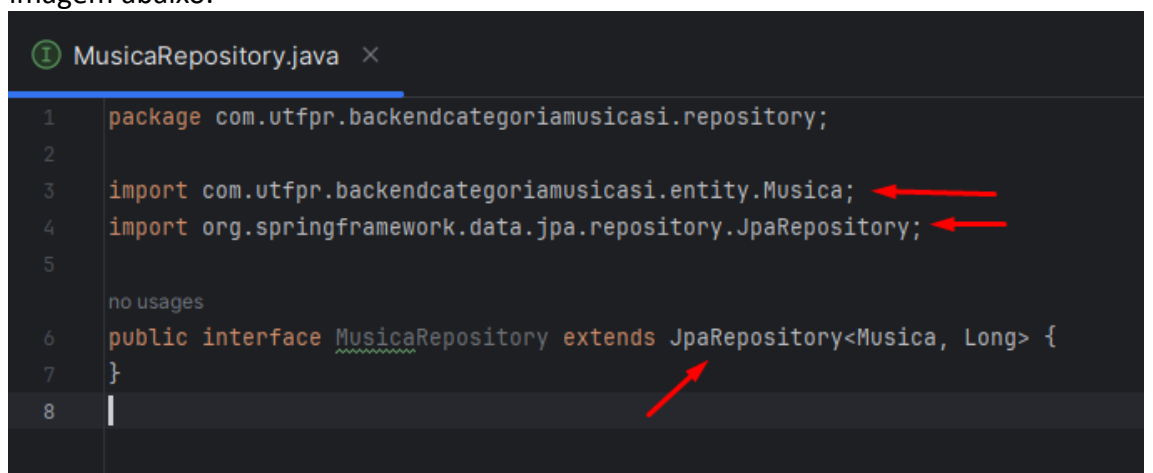 imagem abaixo:
MusicaRepository.java
1 package com.utfpr.backendcategoriamusicasi.repository;
2
3 import com.utfpr.backendcategoriamusicasi.entity.Musica;
4 import org.springframework.data.jpa.repository.JpaRepository;
5
no usages
6 public interface MusicaRepository extends JpaRepository<Musica, Long> {
7 }
8